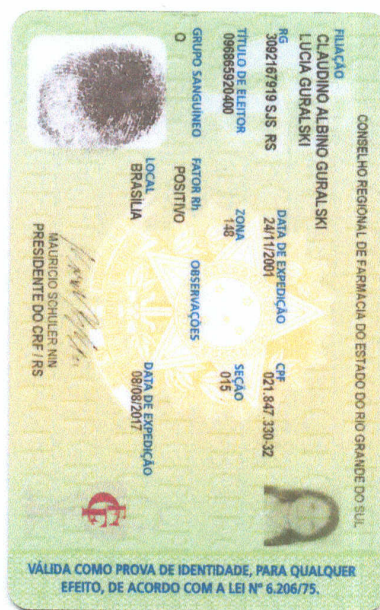 CONSELHO REGIONAL DE FARMÁCIA DO ESTADO DO RIO GRANDE DO SUL
FILIAÇÃO
CLAUDINO ALBINO GURALSKI
LUCIA GURALSKI
RG DATA DE EXPEDIÇÃO CPF
3092167919 SJS RS 24/11/2001 021.847.330-32
TÍTULO DE ELEITOR ZONA SEÇÃO
098865920400 148 015
GRUPO SANGUÍNEO FATOR Rh OBSERVAÇÕES
O POSITIVO
LOCAL DATA DE EXPEDIÇÃO
BRASILIA 08/08/2017
MAURICIO SCHULER NIN
PRESIDENTE DO CRF / RS
VÁLIDA COMO PROVA DE IDENTIDADE, PARA QUALQUER
EFEITO, DE ACORDO COM A LEI Nº 6.206/75.